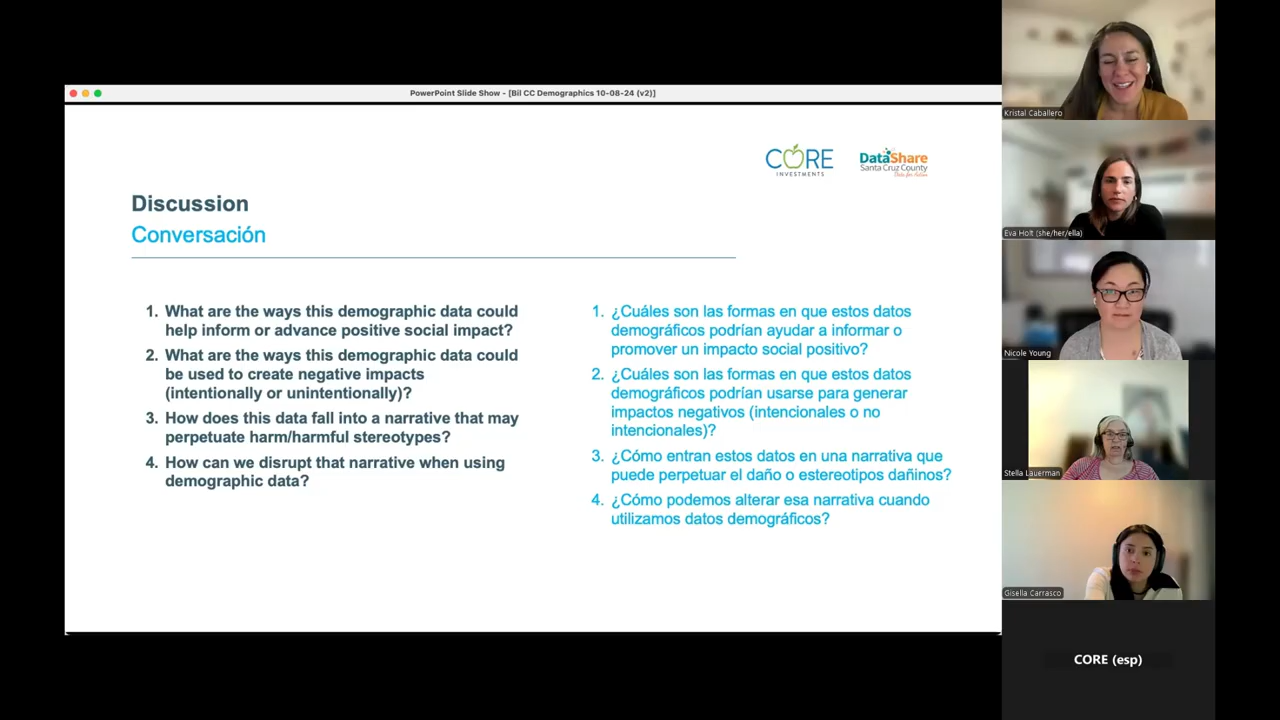 PowerPoint Slide Show - [Bil CC Demographics 10-08-24 (v2)]
CORE
INVESTMENTS
DataShare
Santa Cruz County
Data for Action
Discussion
Conversación
1. What are the ways this demographic data could
help inform or advance positive social impact?
2. What are the ways this demographic data could
be used to create negative impacts
(intentionally or unintentionally)?
3. How does this data fall into a narrative that may
perpetuate harm/harmful stereotypes?
4. How can we disrupt that narrative when using
demographic data?
1. ¿Cuáles son las formas en que estos datos
demográficos podrían ayudar a informar o
promover un impacto social positivo?
2. ¿Cuáles son las formas en que estos datos
demográficos podrían usarse para generar
impactos negativos (intencionales o no
intencionales)?
3. ¿Cómo entran estos datos en una narrativa que
puede perpetuar el daño o estereotipos dañinos?
4. ¿Cómo podemos alterar esa narrativa cuando
utilizamos datos demográficos?
Kristal Caballero
Eva Holt (she/her/ella)
Nicole Young
Stella Lauerman
Gisella Carrasco
CORE (esp)